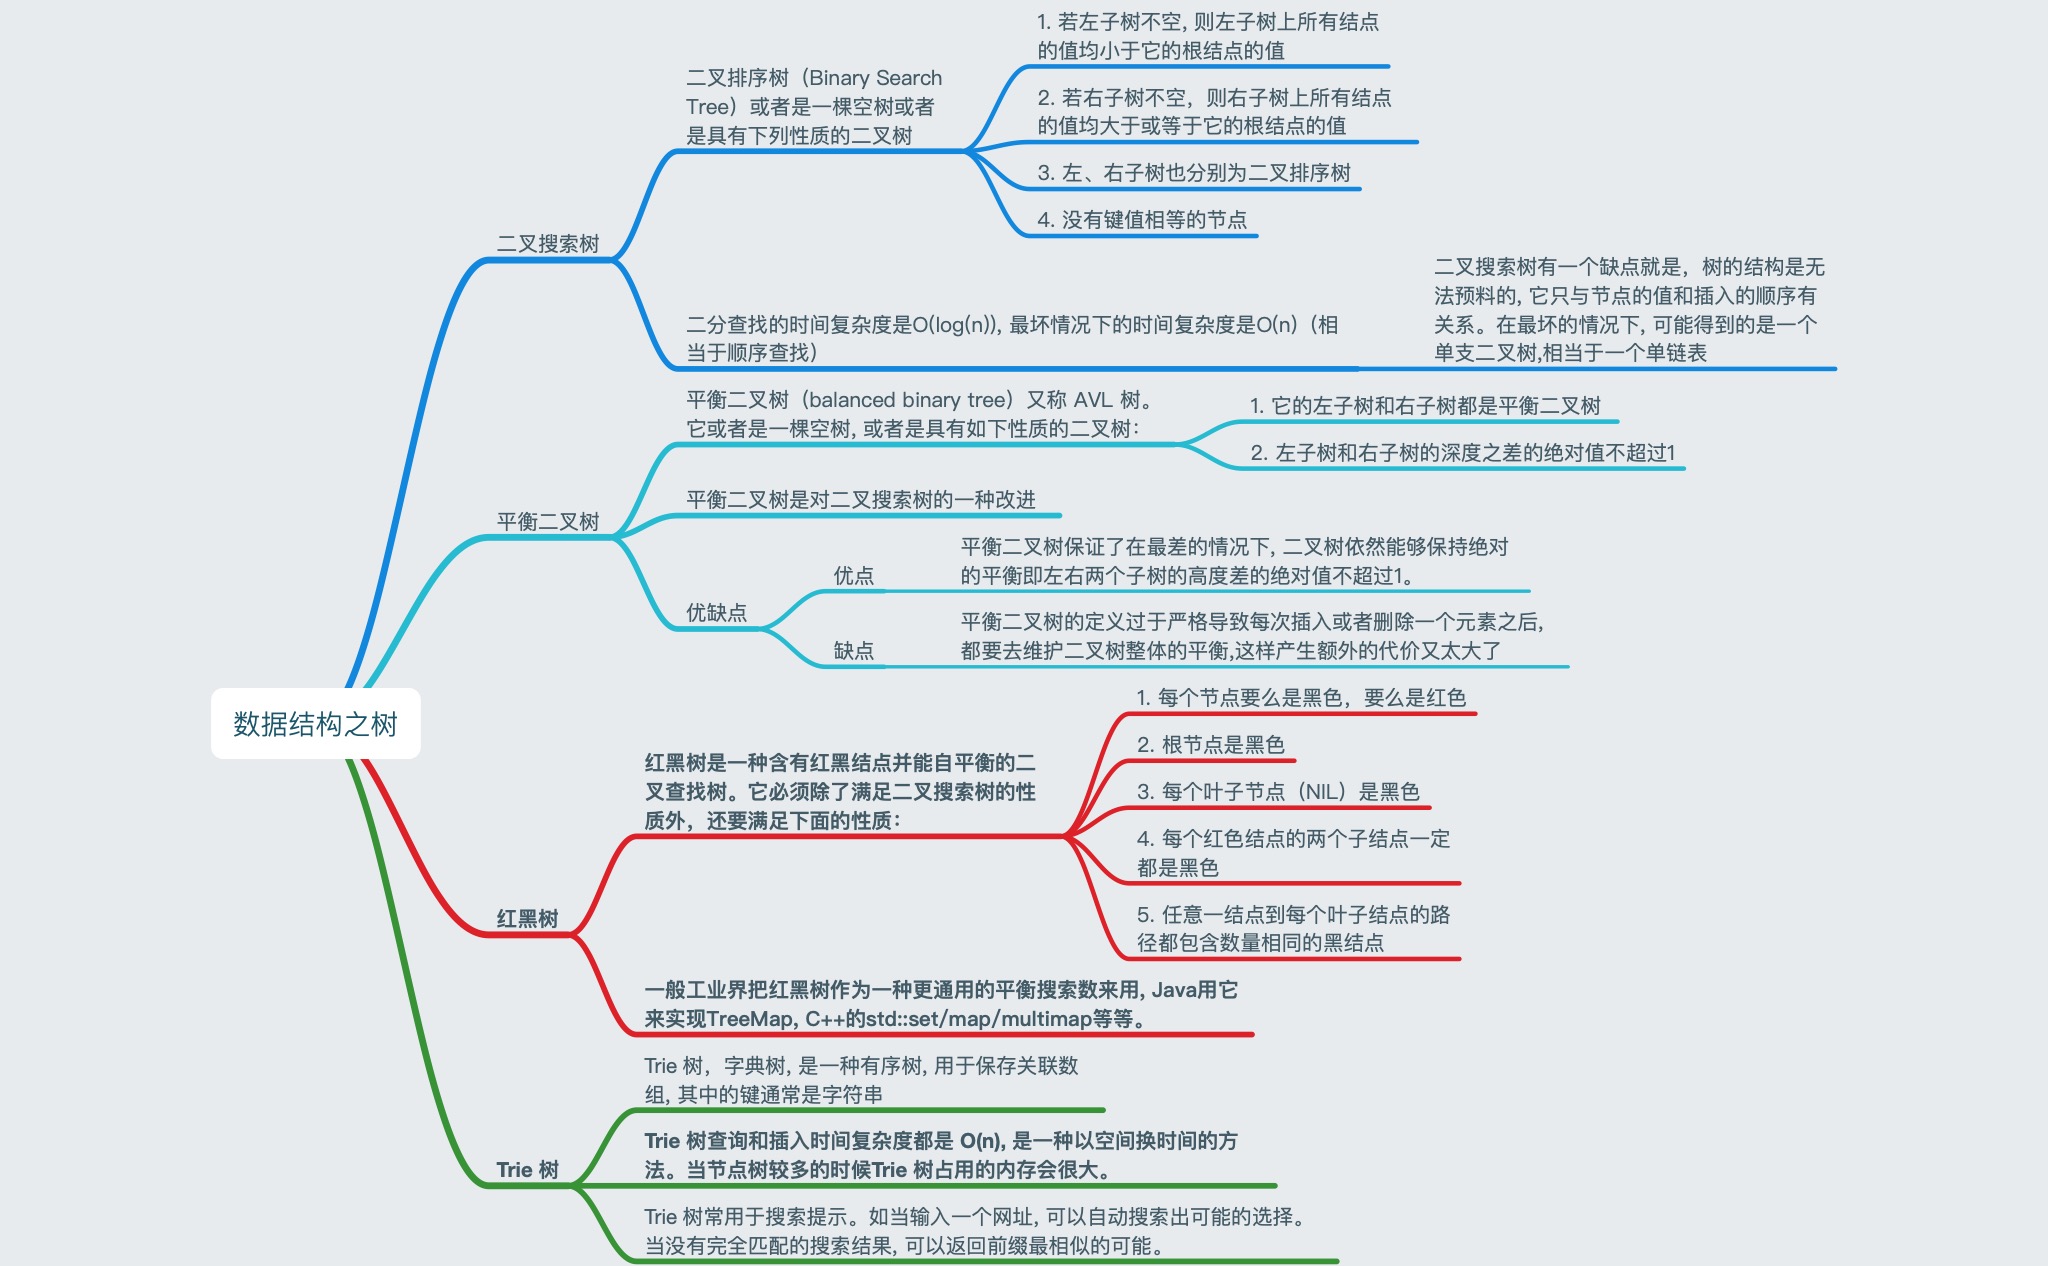 数据结构之树
二叉搜索树
二叉排序树（Binary Search
Tree）或者是一棵空树或者
是具有下列性质的二叉树
1. 若左子树不空, 则左子树上所有结点
的值均小于它的根结点的值
2. 若右子树不空，则右子树上所有结点
的值均大于或等于它的根结点的值
3. 左、右子树也分别为二叉排序树
4. 没有键值相等的节点
二分查找的时间复杂度是O(log(n)), 最坏情况下的时间复杂度是O(n)（相
当于顺序查找）
二叉搜索树有一个缺点就是，树的结构是无
法预料的, 它只与节点的值和插入的顺序有
关系。在最坏的情况下, 可能得到的是一个
单支二叉树,相当于一个单链表
平衡二叉树
平衡二叉树（balanced binary tree）又称 AVL 树。
它或者是一棵空树, 或者是具有如下性质的二叉树：
1. 它的左子树和右子树都是平衡二叉树
2. 左子树和右子树的深度之差的绝对值不超过1
平衡二叉树是对二叉搜索树的一种改进
优缺点
优点
平衡二叉树保证了在最差的情况下, 二叉树依然能够保持绝对
的平衡即左右两个子树的高度差的绝对值不超过1。
缺点
平衡二叉树的定义过于严格导致每次插入或者删除一个元素之后,
都要去维护二叉树整体的平衡,这样产生额外的代价又太大了
红黑树
红黑树是一种含有红黑结点并能自平衡的二
叉查找树。它必须除了满足二叉搜索树的性
质外，还要满足下面的性质：
1. 每个节点要么是黑色，要么是红色
2. 根节点是黑色
3. 每个叶子节点（NIL）是黑色
4. 每个红色结点的两个子结点一定
都是黑色
5. 任意一结点到每个叶子结点的路
径都包含数量相同的黑结点
一般工业界把红黑树作为一种更通用的平衡搜索数来用, Java用它
来实现TreeMap, C++的std::set/map/multimap等等。
Trie 树
Trie 树，字典树, 是一种有序树, 用于保存关联数
组, 其中的键通常是字符串
Trie 树查询和插入时间复杂度都是 O(n), 是一种以空间换时间的方
法。当节点树较多的时候Trie 树占用的内存会很大。
Trie 树常用于搜索提示。如当输入一个网址, 可以自动搜索出可能的选择。
当没有完全匹配的搜索结果, 可以返回前缀最相似的可能。